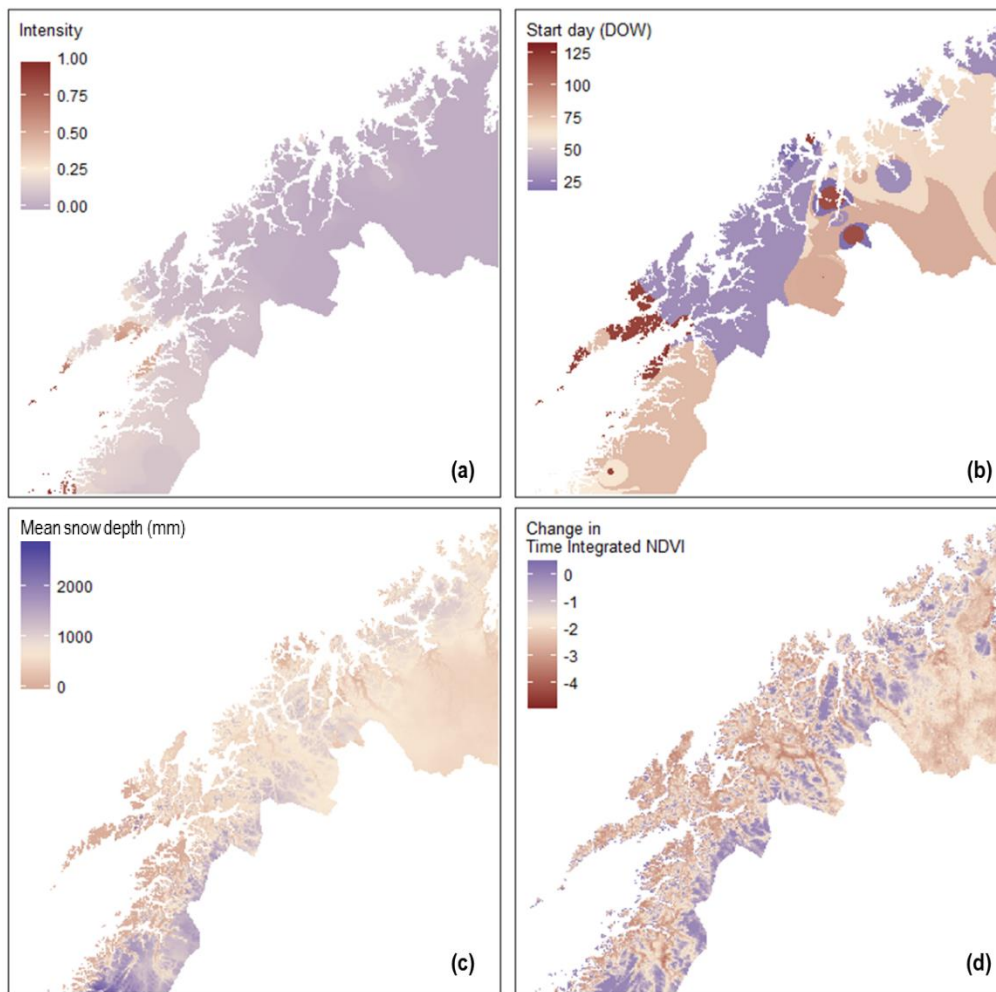 Intensity
1.00
0.75
0.50
0.25
0.00
(a)
Start day (DOW)
125
100
75
50
25
(b)
Mean snow depth (mm)
2000
1000
0
(c)
Change in
Time Integrated NDVI
0
-1
-2
-3
-4
(d)